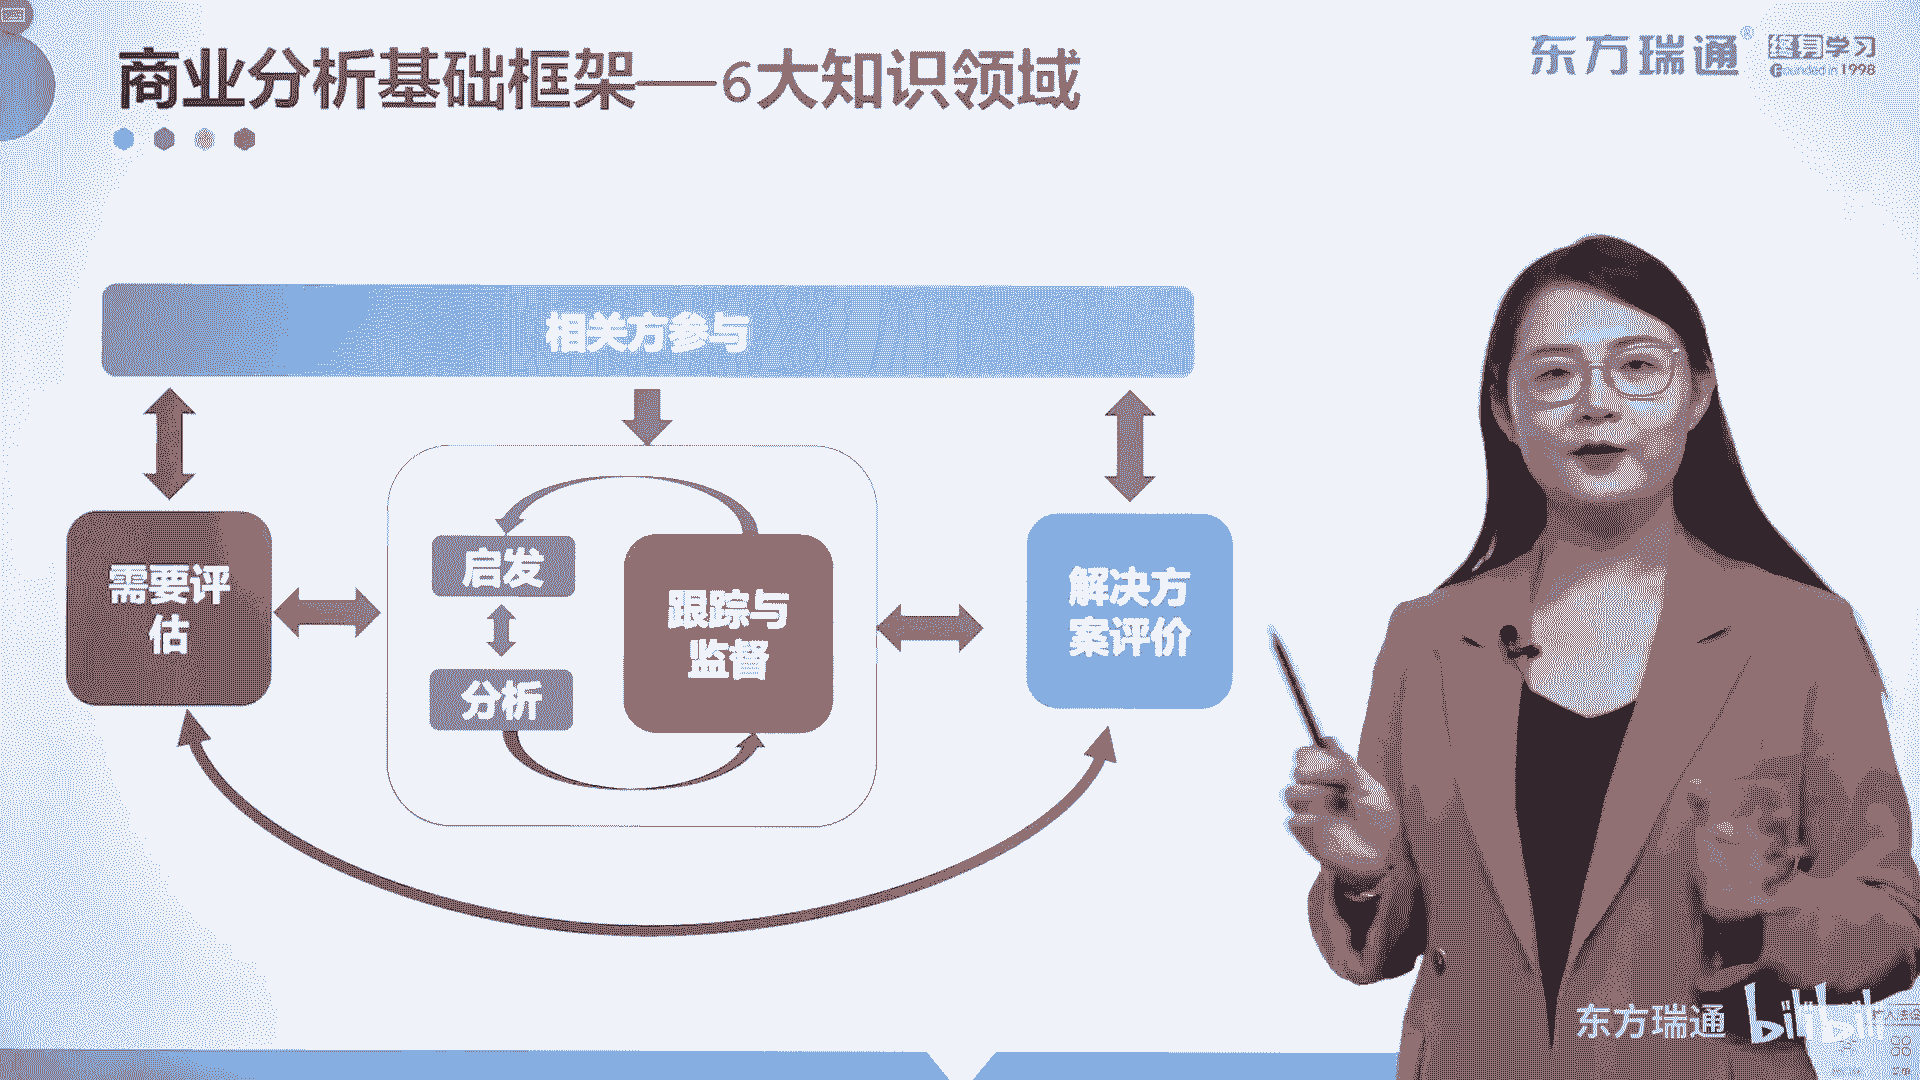 商业分析基础框架—6大知识领域
东方瑞通®
终身学习
Founded in 1998
相关方参与
需要评
估
启发
分析
跟踪与
监督
解决方
案评价
东方瑞通
bilibili